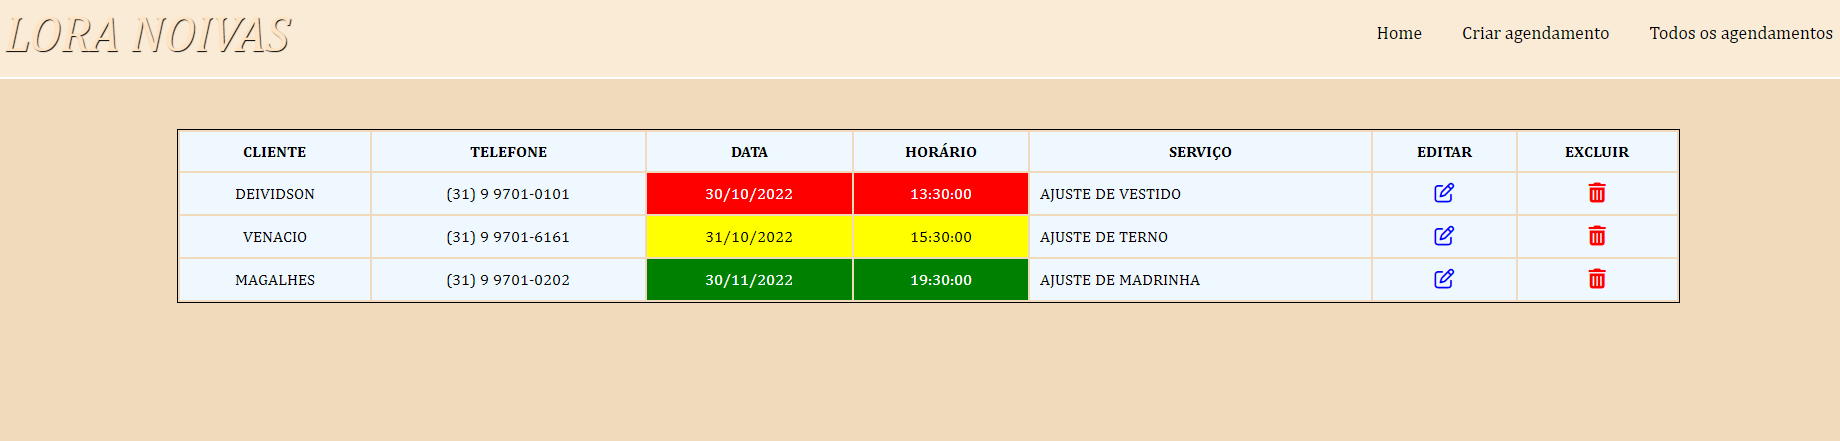 LORA NOIVAS
Home Criar agendamento Todos os agendamentos
CLIENTE TELEFONE DATA HORÁRIO SERVIÇO EDITAR EXCLUIR
DEIVIDSON (31) 9 9701-0101 30/10/2022 13:30:00 AJUSTE DE VESTIDO
VENACIO (31) 9 9701-6161 31/10/2022 15:30:00 AJUSTE DE TERNO
MAGALHES (31) 9 9701-0202 30/11/2022 19:30:00 AJUSTE DE MADRINHA